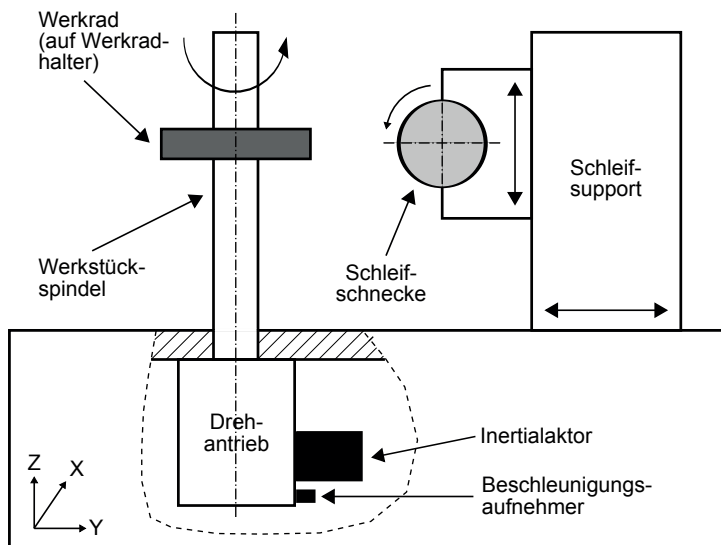 Werkrad
(auf Werkrad-
halter)
Schleif-
support
Werkstück-
spindel
Schleif-
schnecke
Dreh-
antrieb
Inertialaktor
Beschleunigungs-
aufnehmer
Z
X
Y